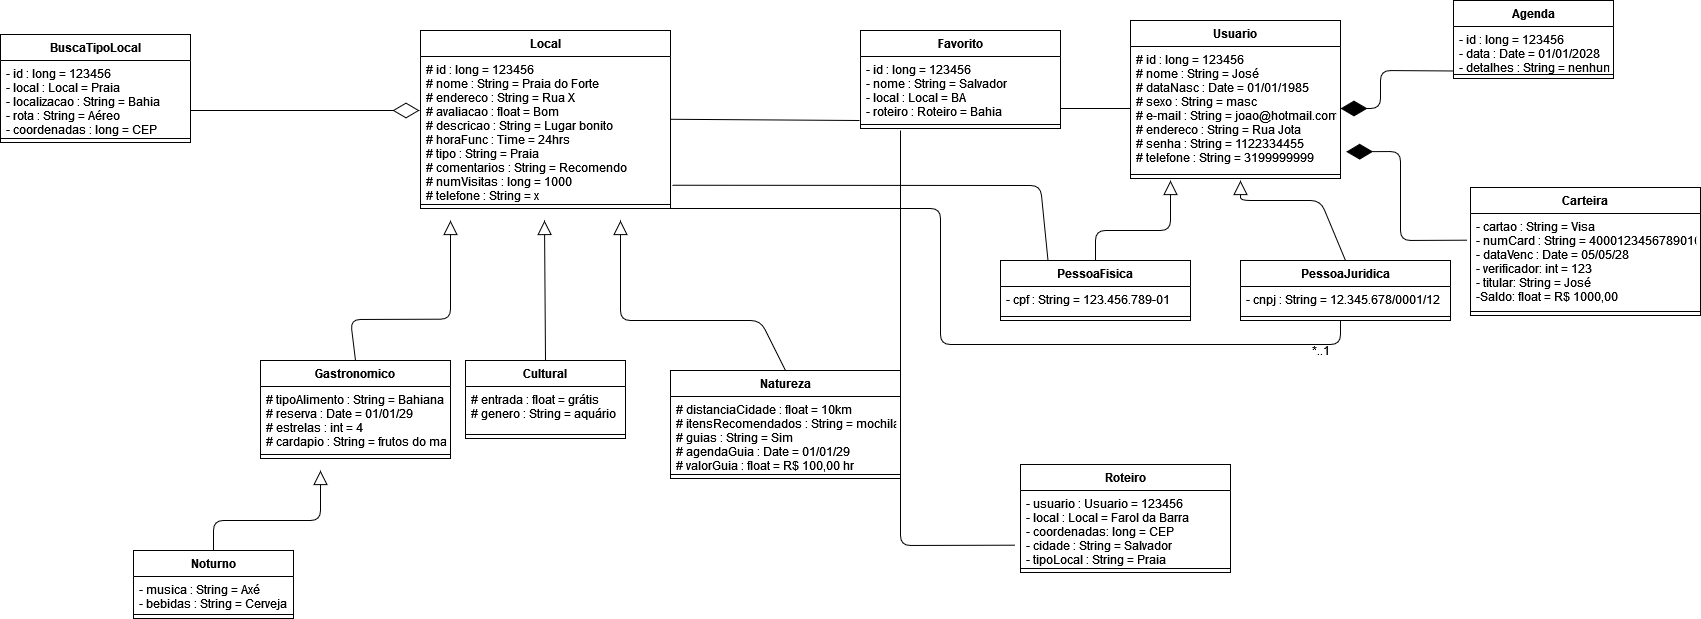 BuscaTipoLocal
- id : long = 123456
- local : Local = Praia
- localizacao : String = Bahia
- rota : String = Aéreo
- coordenadas : long = CEP
Local
# id : long = 123456
# nome : String = Praia do Forte
# endereco : String = Rua X
# avaliacao : float = Bom
# descricao : String = Lugar bonito
# horaFunc : Time = 24hrs
# tipo : String = Praia
# comentarios : String = Recomendo
# numVisitas : long = 1000
# telefone : String = x
Favorito
- id : long = 123456
- nome : String = Salvador
- local : Local = BA
- roteiro : Roteiro = Bahia
Usuario
# id : long = 123456
# nome : String = José
# dataNasc : Date = 01/01/1985
# sexo : String = masc
# e-mail : String = joao@hotmail.com
# endereco : String = Rua Jota
# senha : String = 1122334455
# telefone : String = 3199999999
Agenda
- id : long = 123456
- data : Date = 01/01/2028
- detalhes : String = nenhun
Carteira
- cartao : String = Visa
- numCard : String = 4000123456789010
- dataVenc : Date = 05/05/28
- verificador: int = 123
- titular: String = José
-Saldo: float = R$ 1000,00
PessoaFisica
- cpf : String = 123.456.789-01
PessoaJuridica
- cnpj : String = 12.345.678/0001/12
*..1
Gastronomico
# tipoAlimento : String = Bahiana
# reserva : Date = 01/01/29
# estrelas : int = 4
# cardapio : String = frutos do ma
Cultural
# entrada : float = grátis
# genero : String = aquário
Natureza
# distanciaCidade : float = 10km
# itensRecomendados : String = mochila
# guias : String = Sim
# agendaGuia : Date = 01/01/29
# valorGuia : float = R$ 100,00 hr
Roteiro
- usuario : Usuario = 123456
- local : Local = Farol da Barra
- coordenadas: long = CEP
- cidade : String = Salvador
- tipoLocal : String = Praia
Noturno
- musica : String = Axé
- bebidas : String = Cerveja